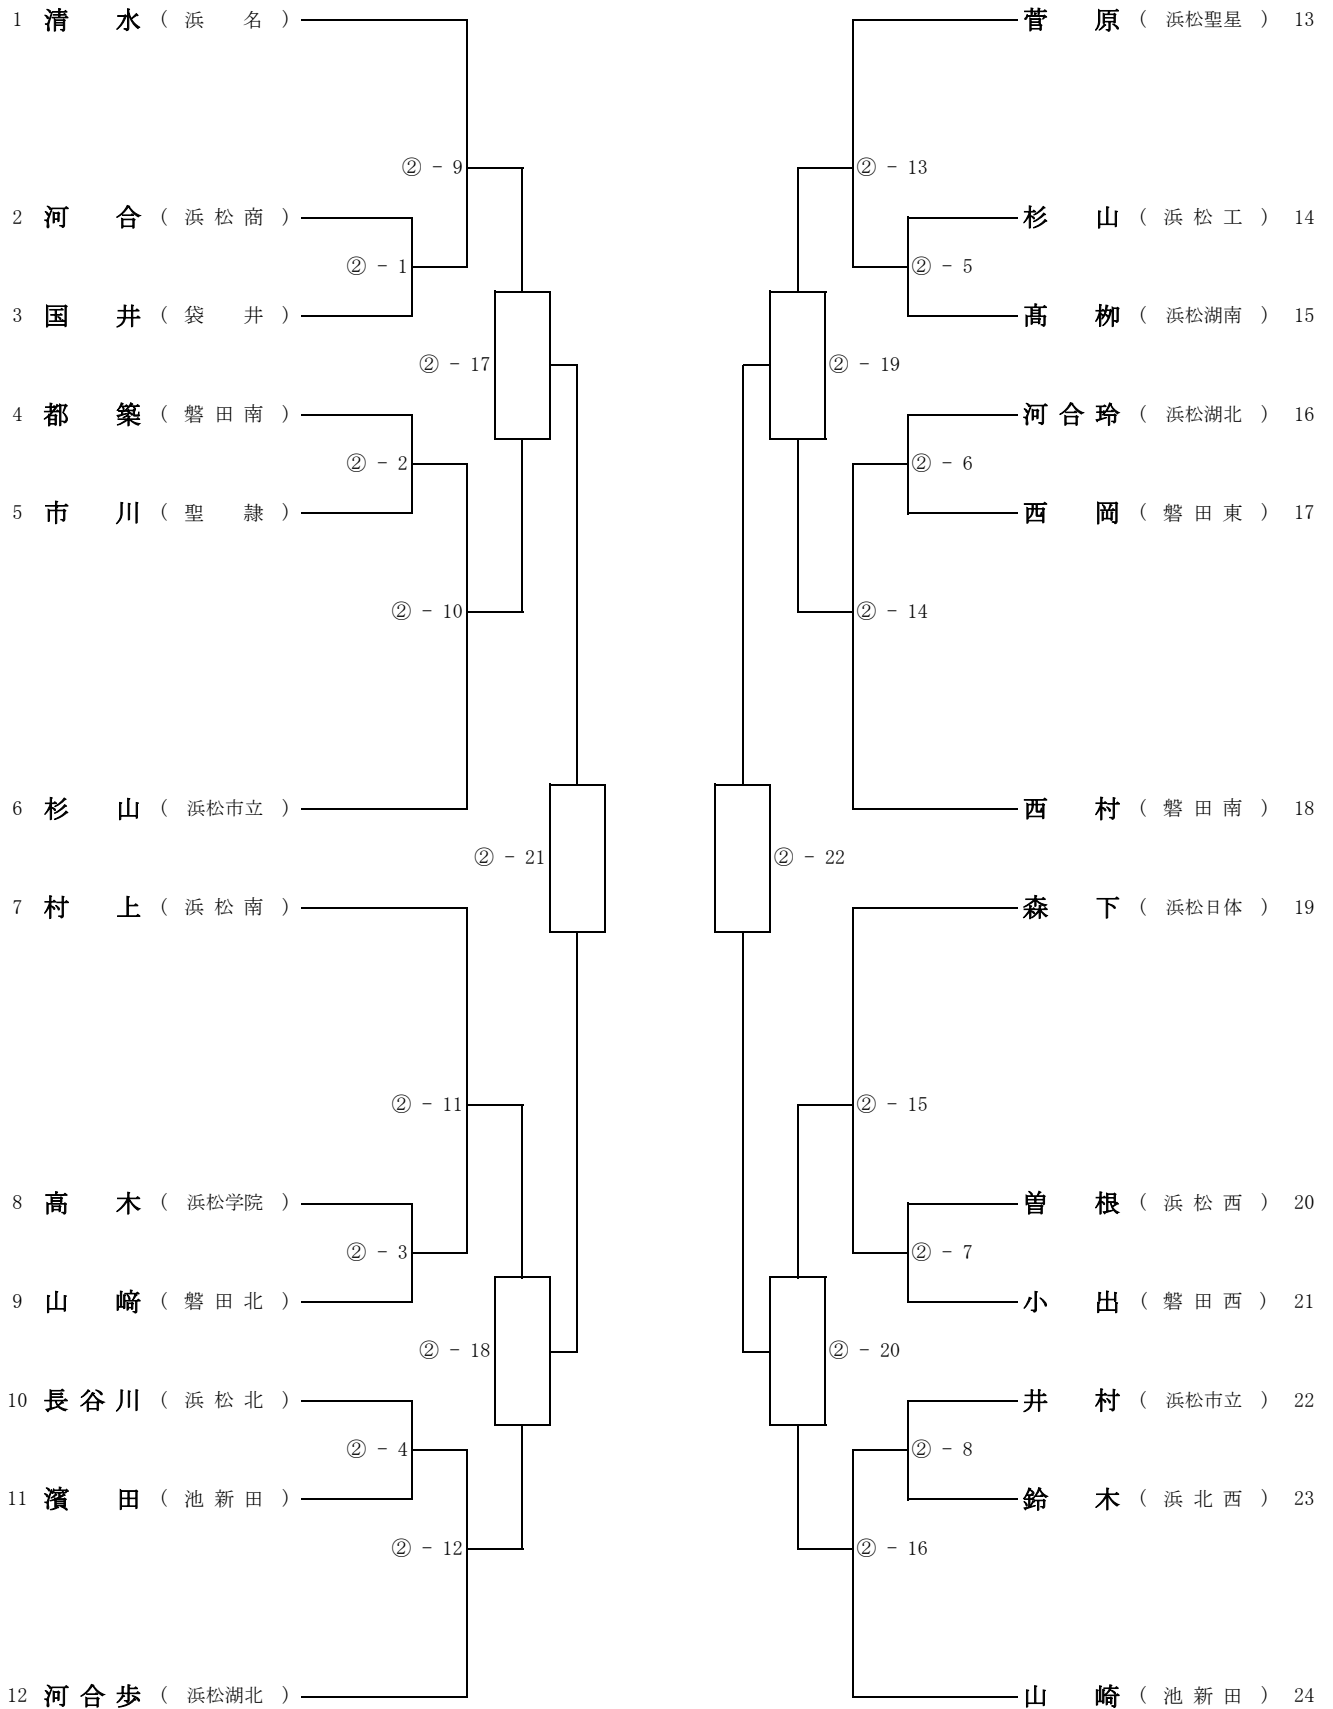 1 清 水 ( 浜 名 )
② - 9
2 河 合 ( 浜 松 商 )
② - 1
3 国 井 ( 袋 井 )
② - 17
4 都 築 ( 磐 田 南 )
② - 2
5 市 川 ( 聖 隷 )
② - 10
6 杉 山 ( 浜松市立 )
② - 21
7 村 上 ( 浜 松 南 )
② - 11
8 髙 木 ( 浜松学院 )
② - 3
9 山 﨑 ( 磐 田 北 )
② - 18
10 長 谷 川 ( 浜 松 北 )
② - 4
11 濱 田 ( 池 新 田 )
② - 12
12 河 合 歩 ( 浜松湖北 )
菅 原 ( 浜松聖星 ) 13
② - 13
杉 山 ( 浜 松 工 ) 14
② - 5
髙 栁 ( 浜松湖南 ) 15
② - 19
河 合 玲 ( 浜松湖北 ) 16
② - 6
西 岡 ( 磐 田 東 ) 17
② - 14
西 村 ( 磐 田 南 ) 18
② - 22
森 下 ( 浜松日体 ) 19
② - 15
曽 根 ( 浜 松 西 ) 20
② - 7
小 出 ( 磐 田 西 ) 21
② - 20
井 村 ( 浜松市立 ) 22
② - 8
鈴 木 ( 浜 北 西 ) 23
② - 16
山 崎 ( 池 新 田 ) 24